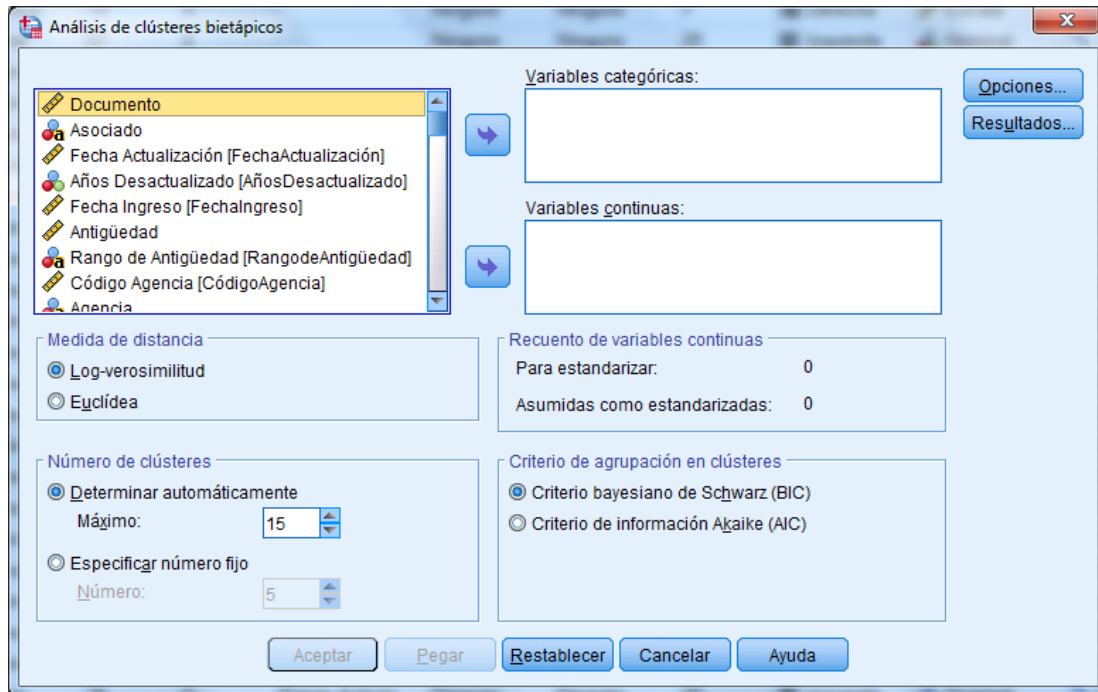 Análisis de clústeres bietápicos
Documento
Asociado
Fecha Actualización [FechaActualización]
Años Desactualizado [AñosDesactualizado]
Fecha Ingreso [FechaIngreso]
Antigüedad
Rango de Antigüedad [RangodeAntigüedad]
Código Agencia [CódigoAgencia]
Agencia
Variables categóricas:
Variables continuas:
Opciones...
Resultados...
Medida de distancia
Log-verosimilitud
Euclídea
Recuento de variables continuas
Para estandarizar: 0
Asumidas como estandarizadas: 0
Número de clústeres
Determinar automáticamente
Máximo: 15
Especificar número fijo
Número: 5
Criterio de agrupación en clústeres
Criterio bayesiano de Schwarz (BIC)
Criterio de información Akaike (AIC)
Aceptar Pegar Restablecer Cancelar Ayuda